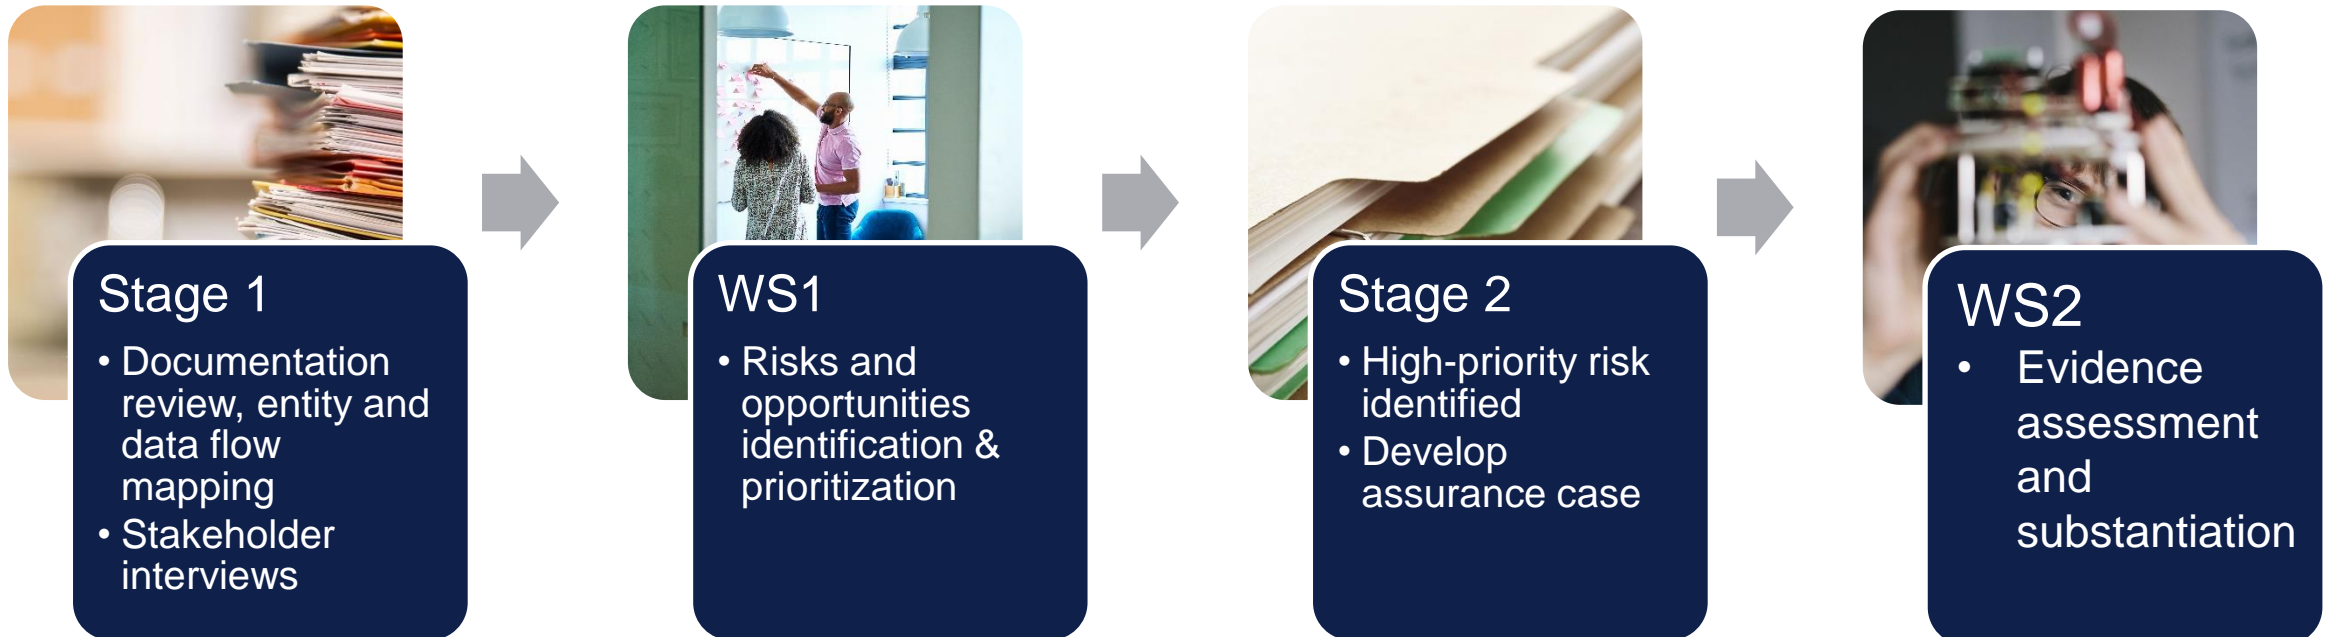 Stage 1
• Documentation
review, entity and
data flow
mapping
• Stakeholder
interviews
WS1
• Risks and
opportunities
identification &
prioritization
Stage 2
• High-priority risk
identified
• Develop
assurance case
WS2
• Evidence
assessment
and
substantiation